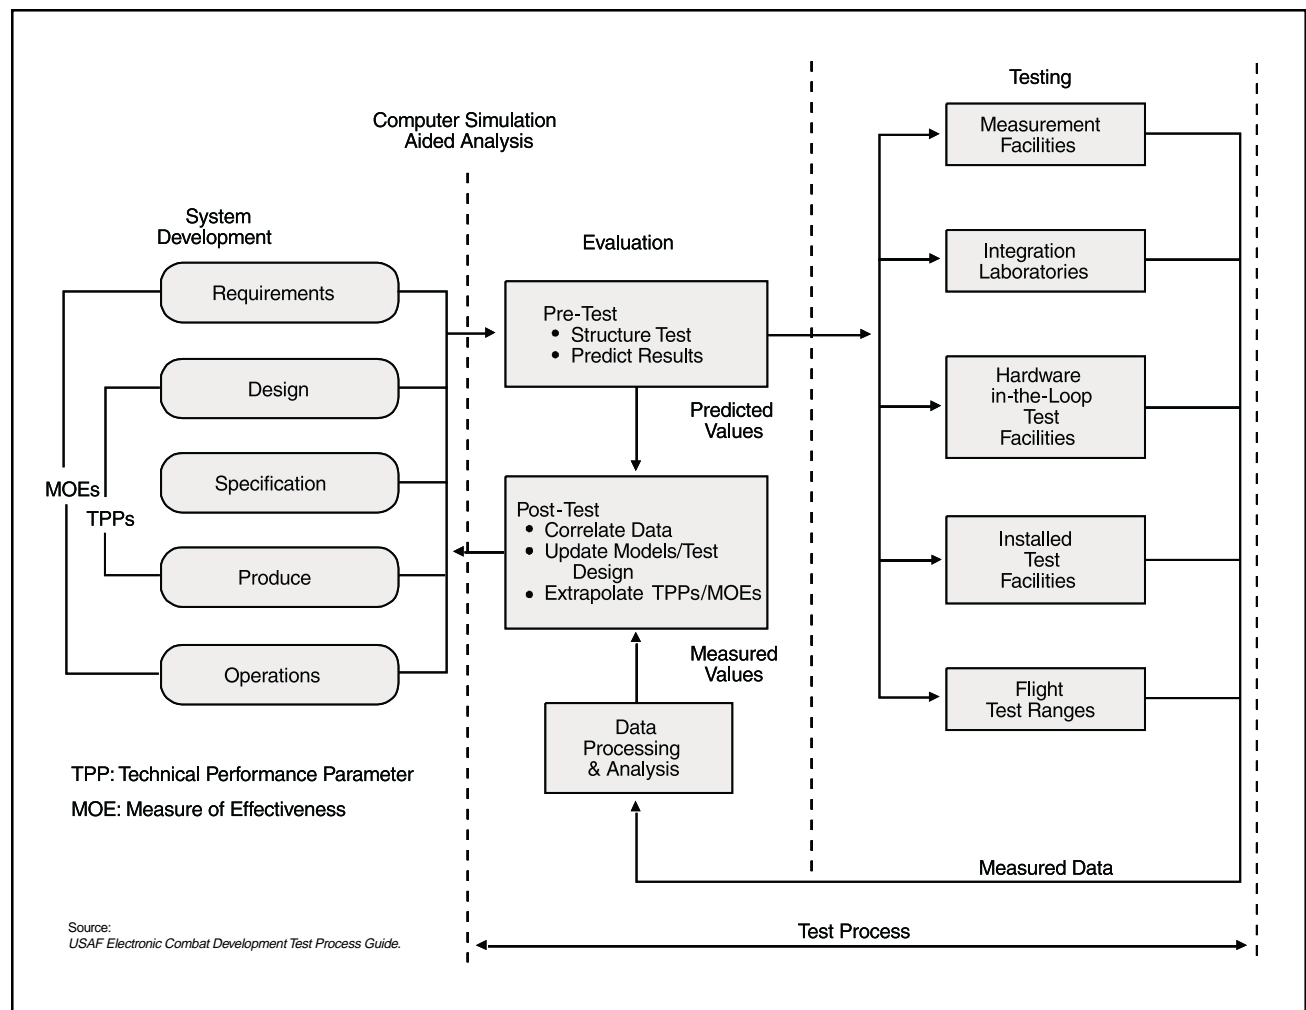 Testing
Computer Simulation
Aided Analysis
System
Development
Evaluation
Requirements
Design
Specification
Produce
Operations
MOEs
TPPs
Pre-Test
• Structure Test
• Predict Results
Predicted
Values
Post-Test
• Correlate Data
• Update Models/Test
Design
• Extrapolate TPPs/MOEs
Measured
Values
Data
Processing
& Analysis
Measurement
Facilities
Integration
Laboratories
Hardware
in-the-Loop
Test
Facilities
Installed
Test
Facilities
Flight
Test Ranges
TPP: Technical Performance Parameter
MOE: Measure of Effectiveness
Measured Data
Test Process
Source:
USAF Electronic Combat Development Test Process Guide.